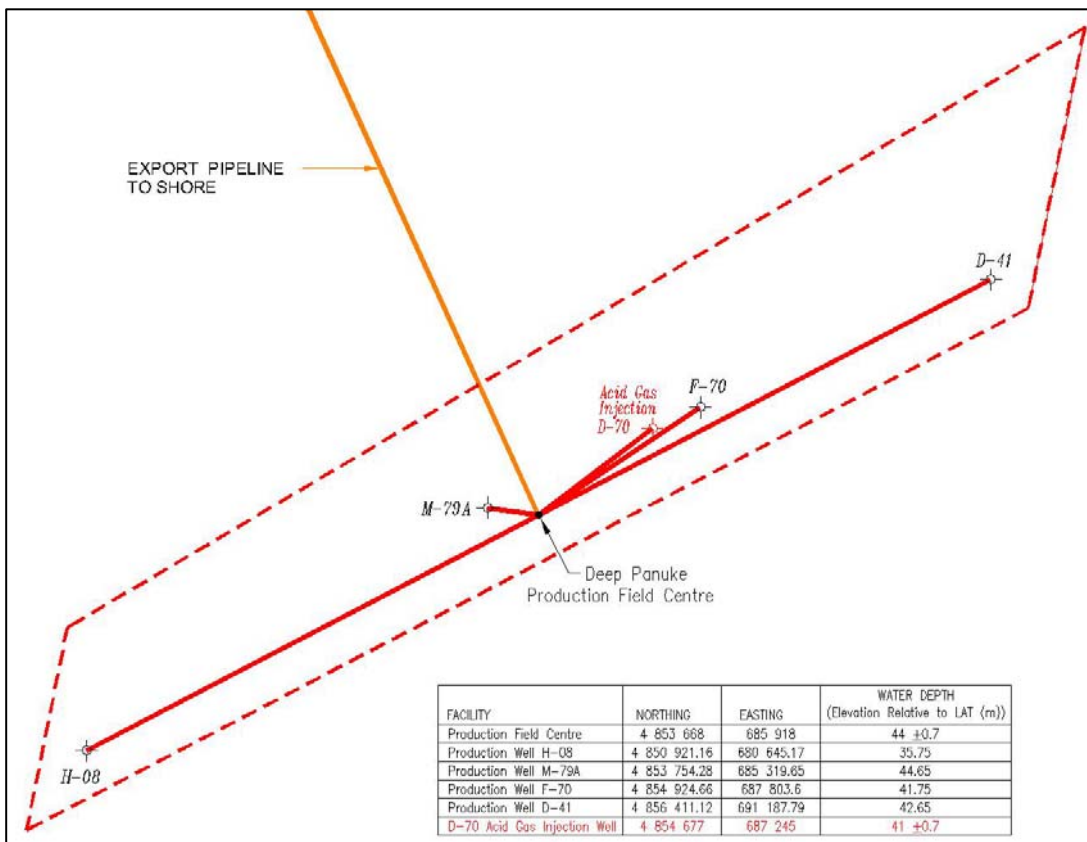 EXPORT PIPELINE
TO SHORE
D-41
Acid Gas
Injection
D-70
F-70
M-79A
Deep Panuke
Production Field Centre
H-08
FACILITY NORTHING EASTING WATER DEPTH
(Elevation Relative to LAT (m))
Production Field Centre 4 853 668 685 918 44 ±0.7
Production Well H-08 4 850 921.16 680 645.17 35.75
Production Well M-79A 4 853 754.28 685 319.65 44.65
Production Well F-70 4 854 924.66 687 803.6 41.75
Production Well D-41 4 856 411.12 691 187.79 42.65
D-70 Acid Gas Injection Well 4 854 677 687 245 41 ±0.7